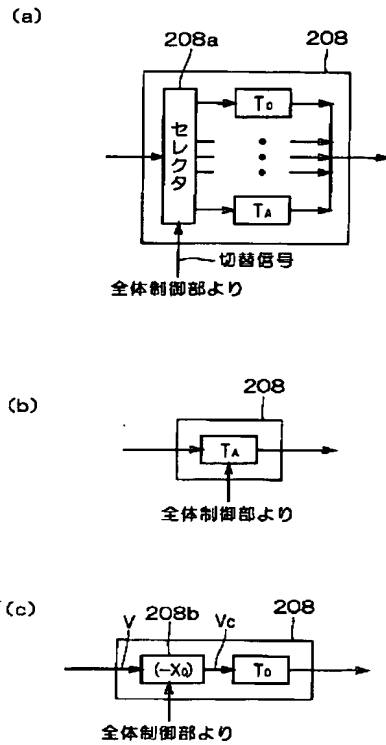 (a)
208a
208
セレクタ
T₀
T_A
切替信号
全体制御部より
(b)
208
T_A
全体制御部より
(c)
V
208b
Vc
208
(-X₀)
T₀
全体制御部より